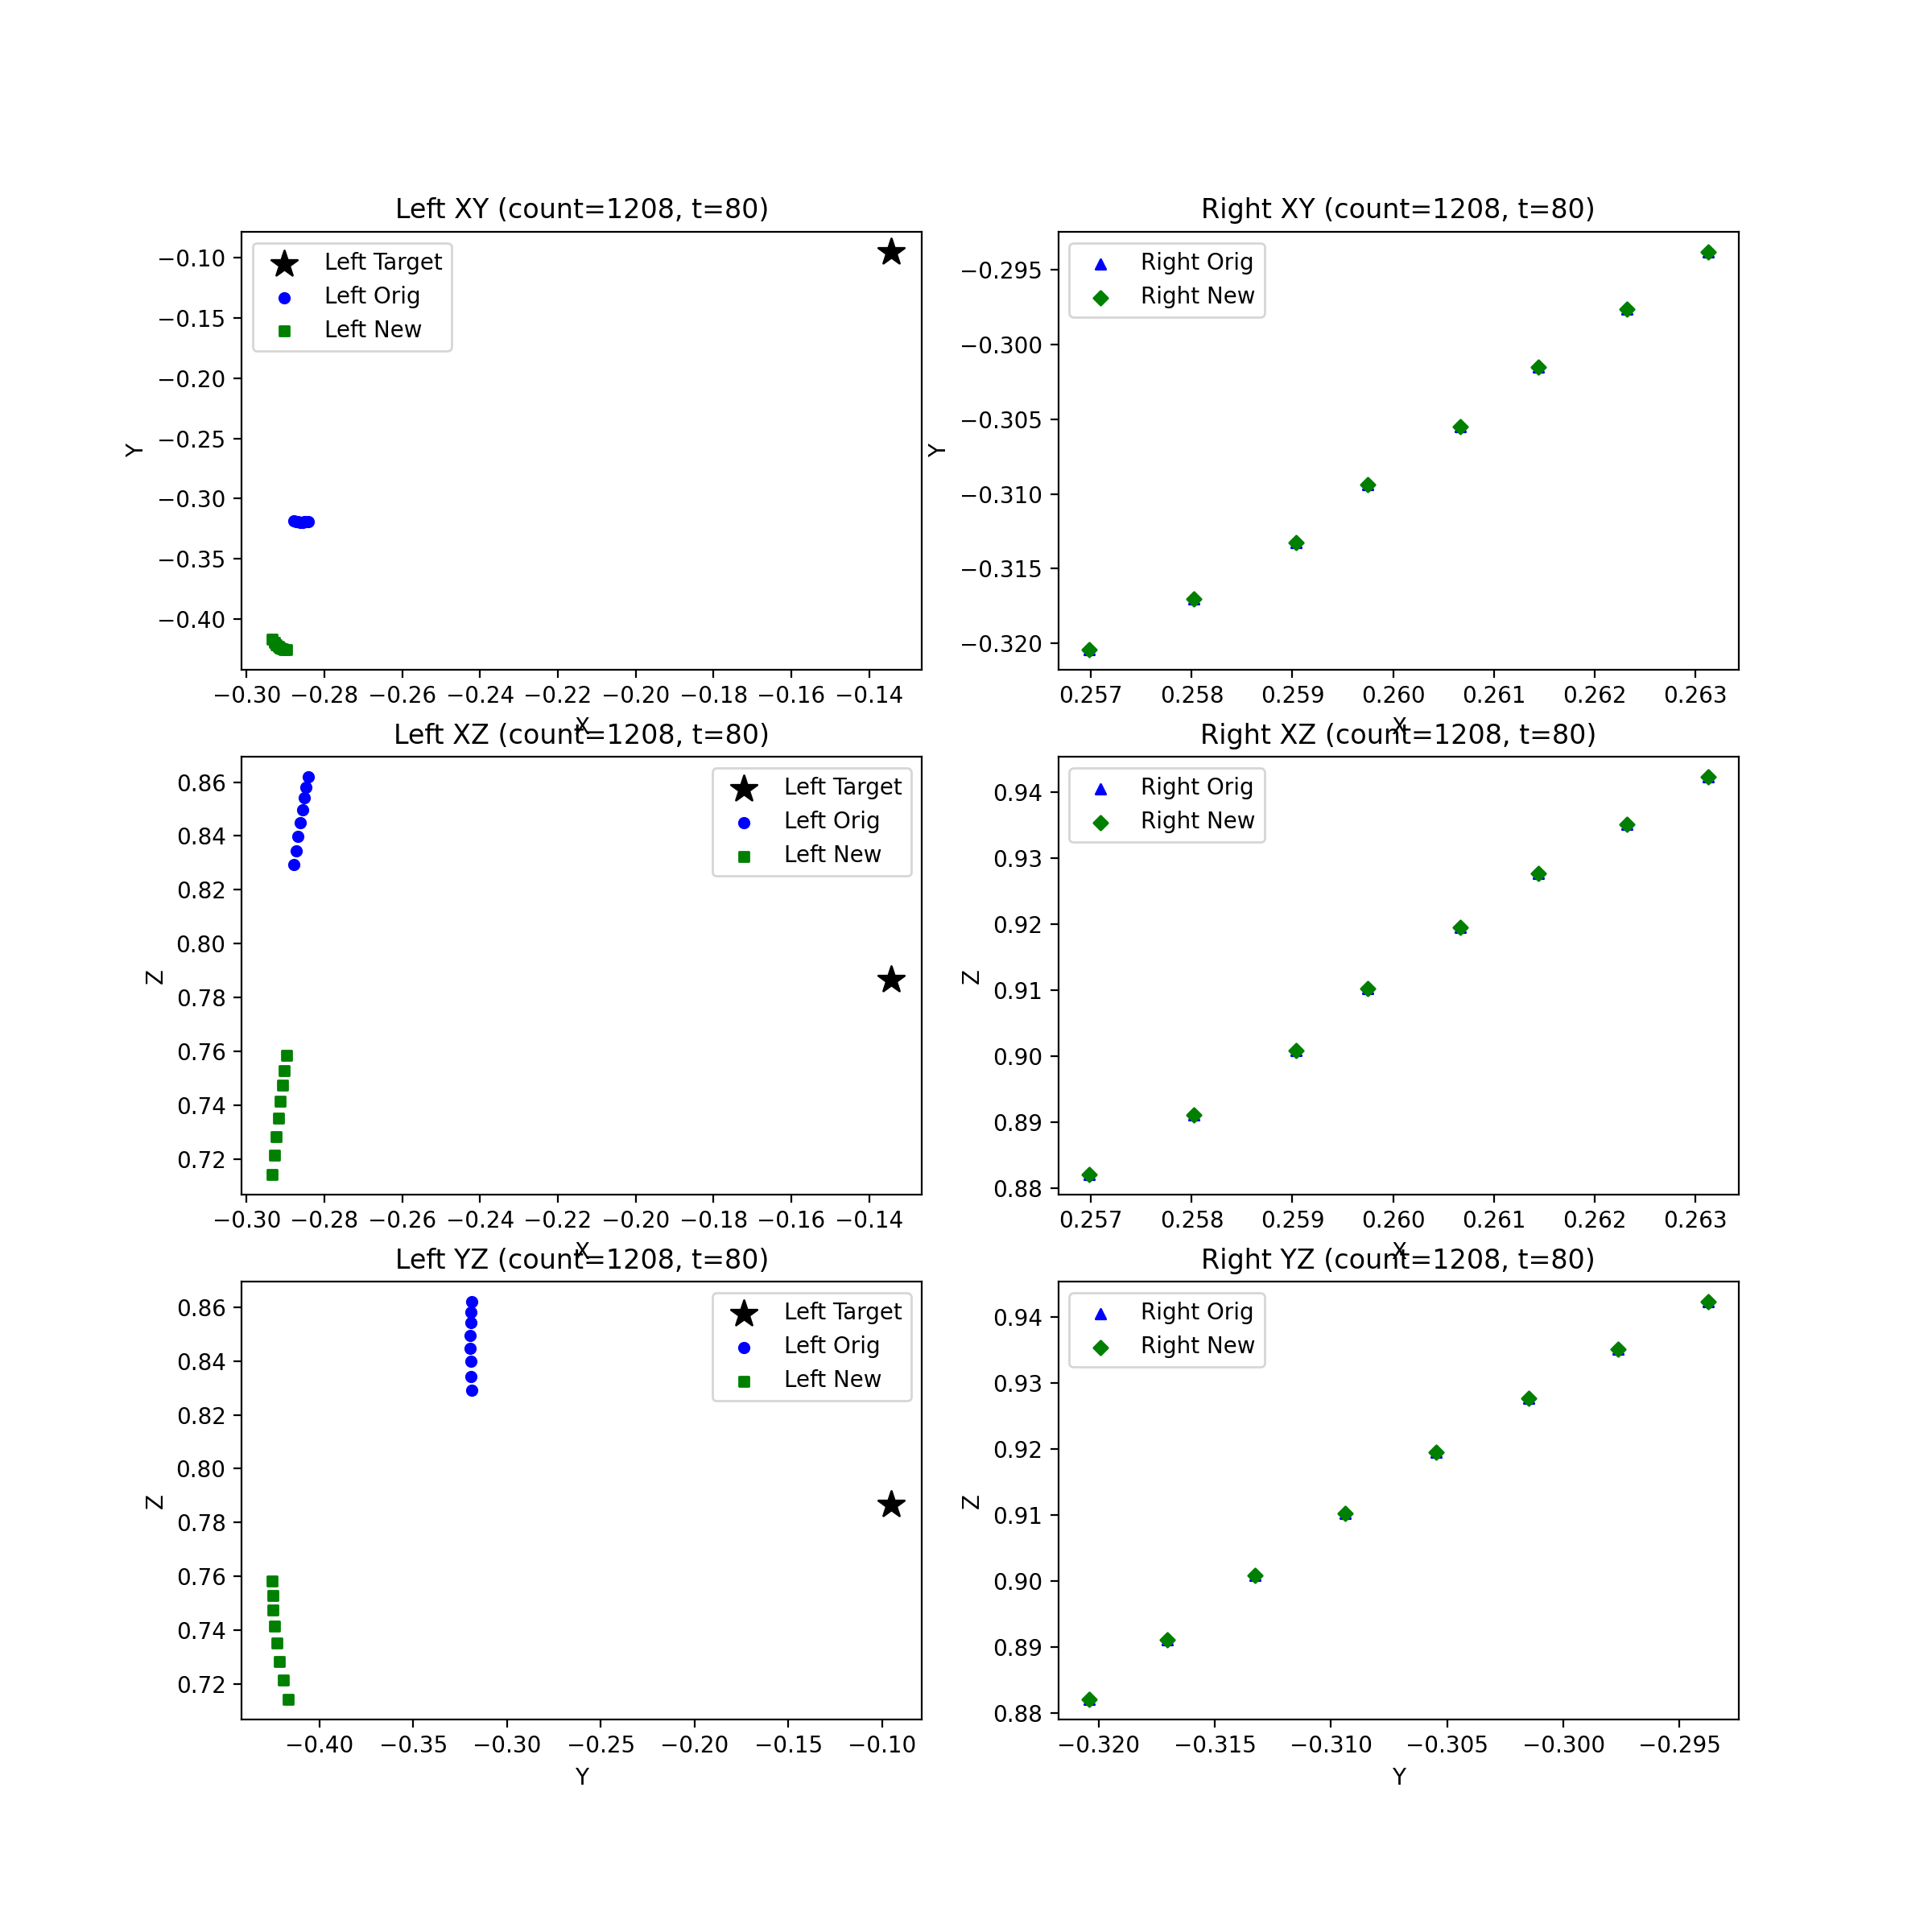 Left XY (count=1208, t=80)
Left Target
Left Orig
Left New
−0.10
−0.15
−0.20
−0.25
−0.30
−0.35
−0.40
Y
−0.30 −0.28 −0.26 −0.24 −0.22 −0.20 −0.18 −0.16 −0.14
X
Right XY (count=1208, t=80)
Right Orig
Right New
−0.295
−0.300
−0.305
−0.310
−0.315
−0.320
Y
0.257 0.258 0.259 0.260 0.261 0.262 0.263
X
Left XZ (count=1208, t=80)
Left Target
Left Orig
Left New
0.86
0.84
0.82
0.80
0.78
0.76
0.74
0.72
Z
−0.30 −0.28 −0.26 −0.24 −0.22 −0.20 −0.18 −0.16 −0.14
X
Right XZ (count=1208, t=80)
Right Orig
Right New
0.94
0.93
0.92
0.91
0.90
0.89
0.88
Z
0.257 0.258 0.259 0.260 0.261 0.262 0.263
X
Left YZ (count=1208, t=80)
Left Target
Left Orig
Left New
0.86
0.84
0.82
0.80
0.78
0.76
0.74
0.72
Z
−0.40 −0.35 −0.30 −0.25 −0.20 −0.15 −0.10
Y
Right YZ (count=1208, t=80)
Right Orig
Right New
0.94
0.93
0.92
0.91
0.90
0.89
0.88
Z
−0.320 −0.315 −0.310 −0.305 −0.300 −0.295
Y